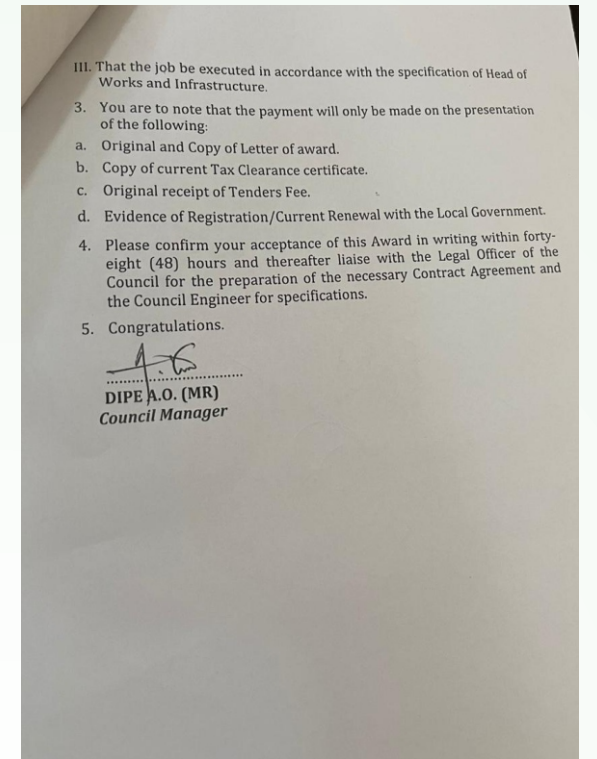 III. That the job be executed in accordance with the specification of Head of
Works and Infrastructure.
3. You are to note that the payment will only be made on the presentation
of the following:
a. Original and Copy of Letter of award.
b. Copy of current Tax Clearance certificate.
c. Original receipt of Tenders Fee.
d. Evidence of Registration/Current Renewal with the Local Government.
4. Please confirm your acceptance of this Award in writing within forty-
eight (48) hours and thereafter liaise with the Legal Officer of the
Council for the preparation of the necessary Contract Agreement and
the Council Engineer for specifications.
5. Congratulations.
DIPE A.O. (MR)
Council Manager